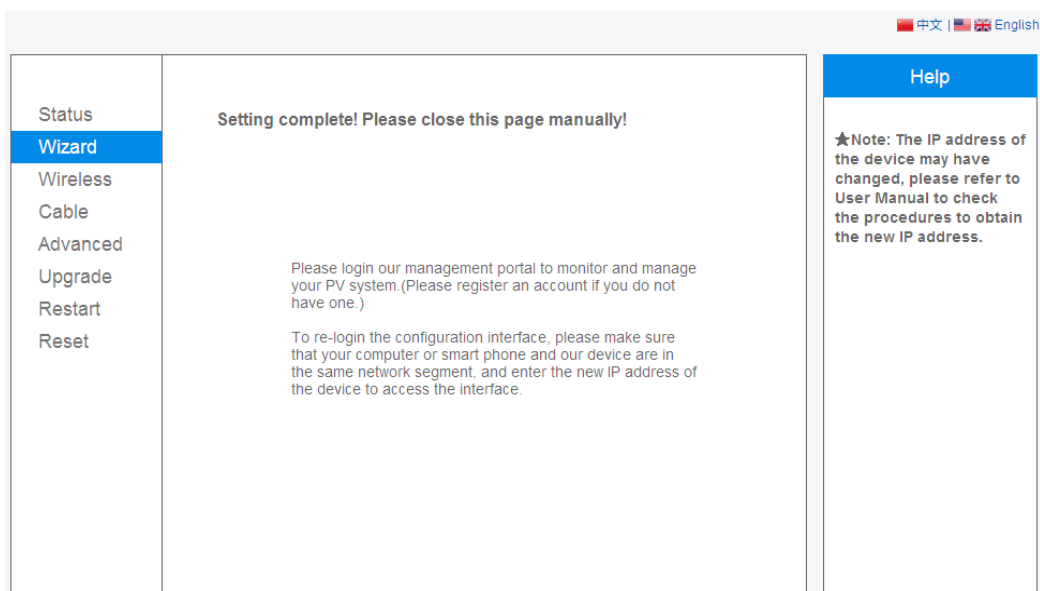 中文 | English
Status
Wizard
Wireless
Cable
Advanced
Upgrade
Restart
Reset
Setting complete! Please close this page manually!
Please login our management portal to monitor and manage
your PV system.(Please register an account if you do not
have one.)
To re-login the configuration interface, please make sure
that your computer or smart phone and our device are in
the same network segment, and enter the new IP address of
the device to access the interface.
Help
★Note: The IP address of
the device may have
changed, please refer to
User Manual to check
the procedures to obtain
the new IP address.